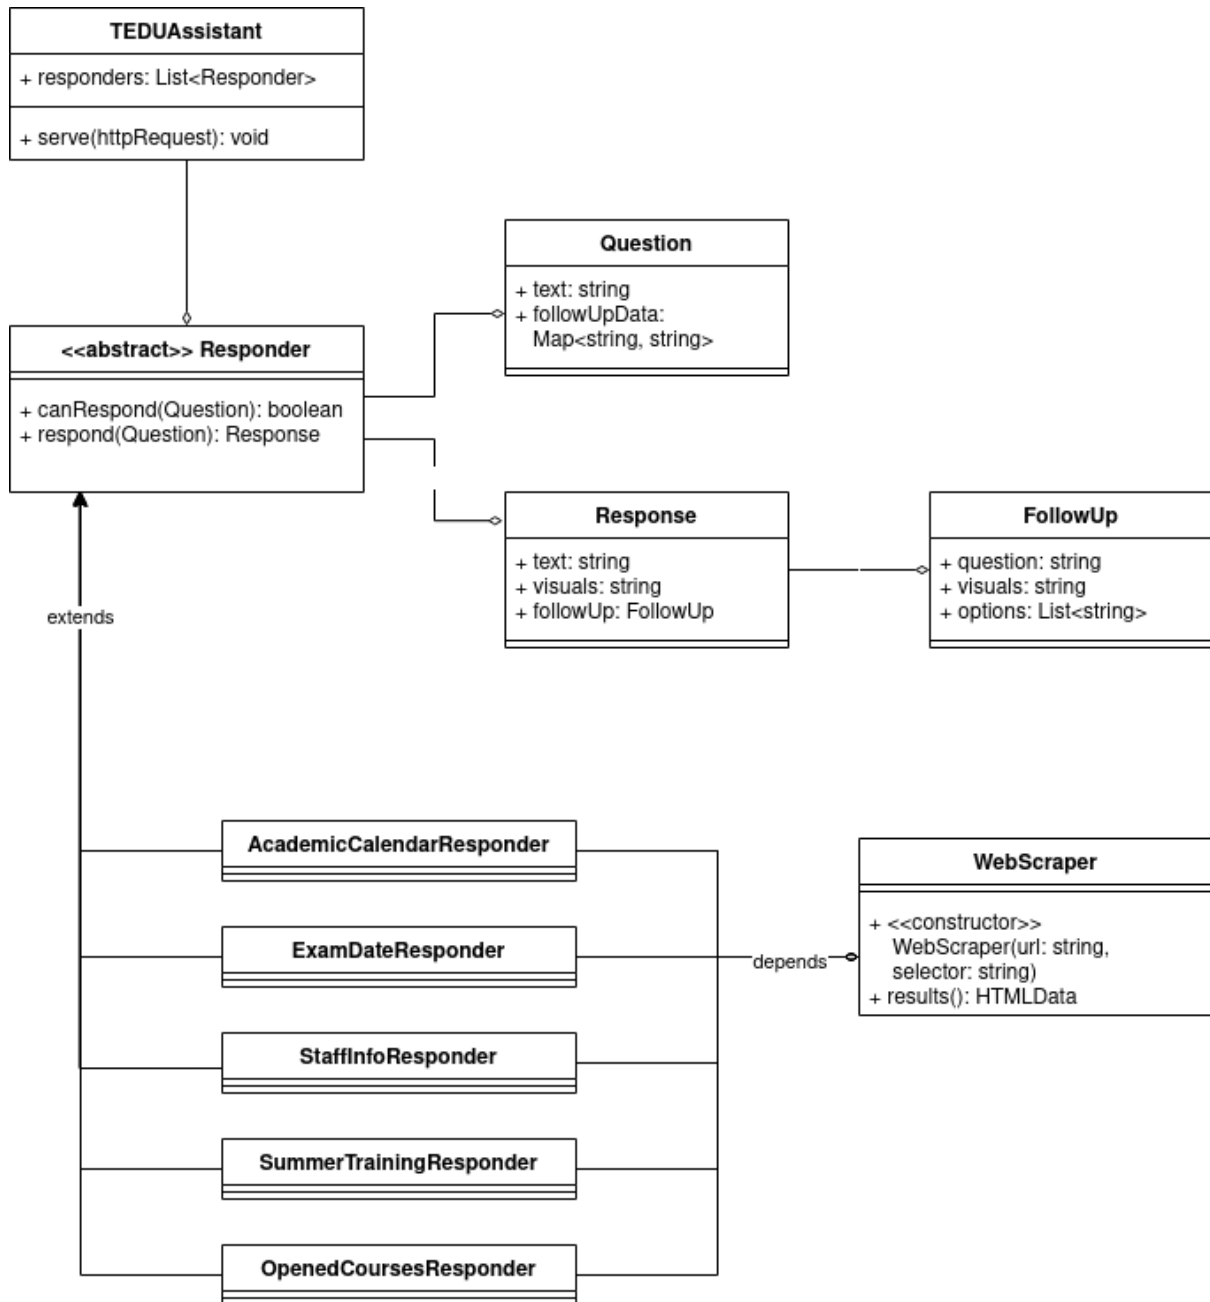 TEDUAssistant
+ responders: List<Responder>
+ serve(httpRequest): void
Question
+ text: string
+ followUpData:
Map<string, string>
<<abstract>> Responder
+ canRespond(Question): boolean
+ respond(Question): Response
Response
+ text: string
+ visuals: string
+ followUp: FollowUp
FollowUp
+ question: string
+ visuals: string
+ options: List<string>
extends
AcademicCalendarResponder
ExamDateResponder
StaffInfoResponder
SummerTrainingResponder
OpenedCoursesResponder
depends
WebScraper
+ <<constructor>>
WebScraper(url: string,
selector: string)
+ results(): HTMLData